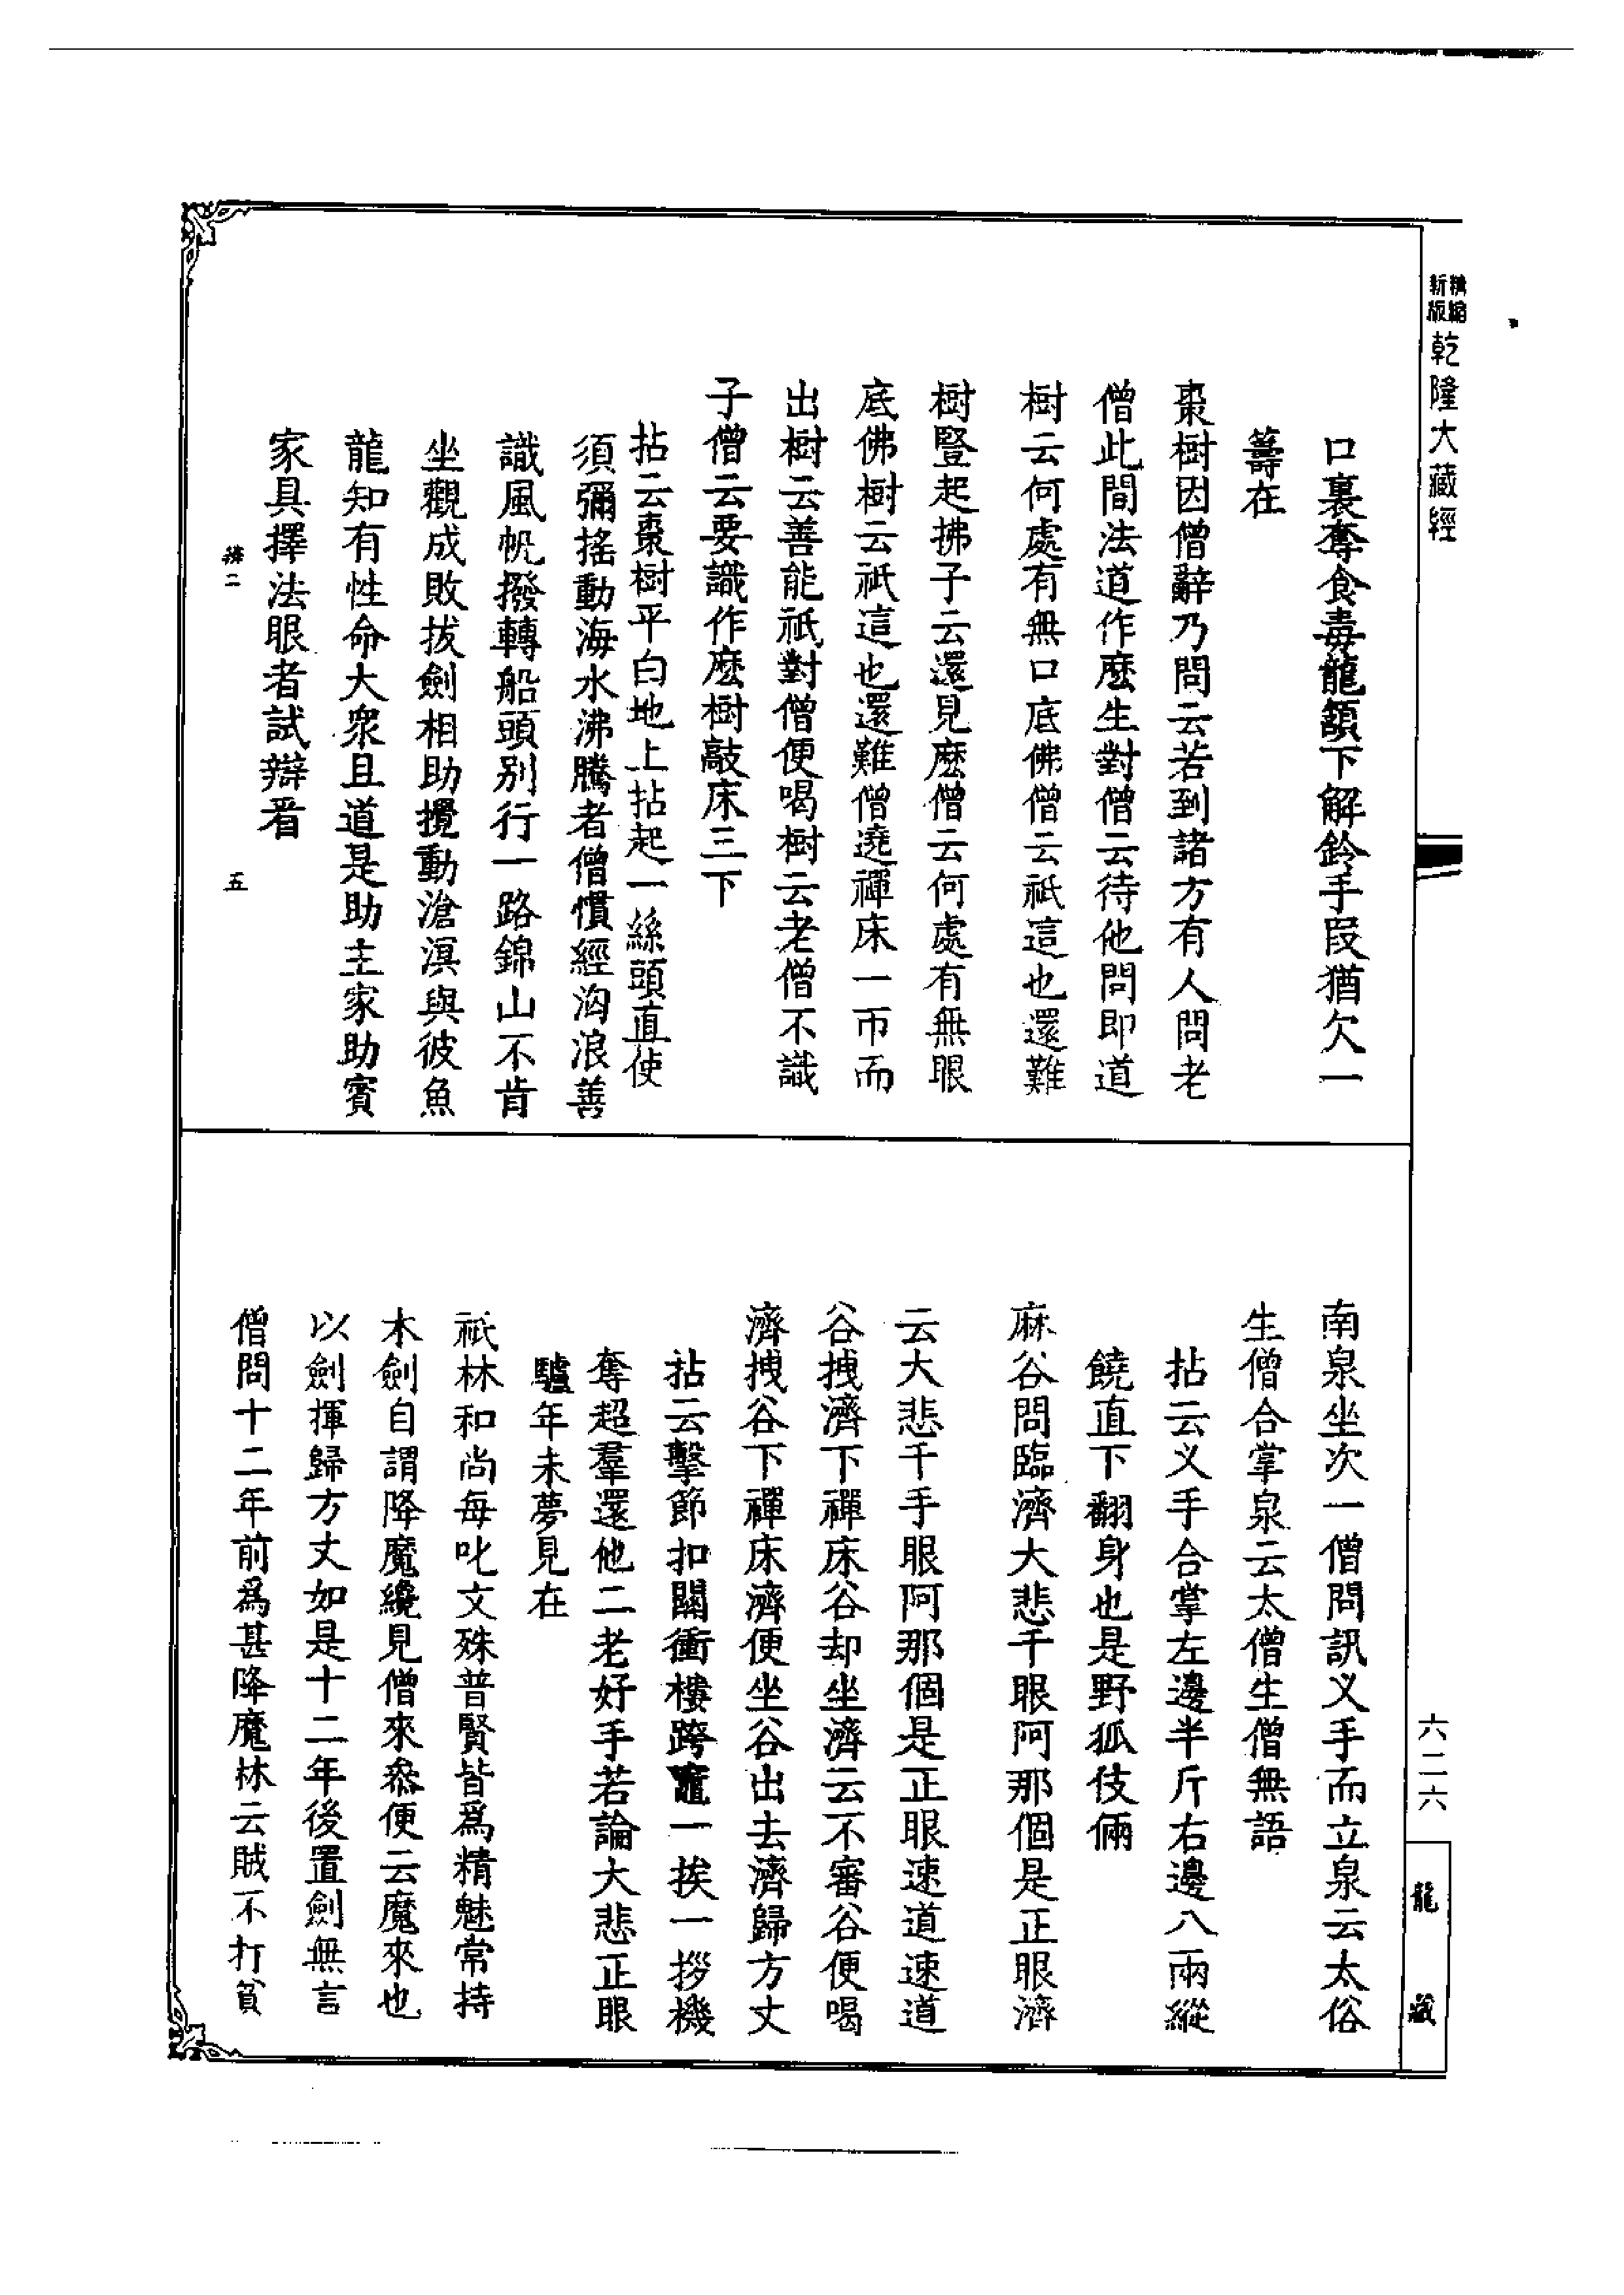 精縮新版乾隆大藏經
口裏奪食毒龍頷下解鈴手段猶欠一
籌在
棗樹因僧辭乃問云若到諸方有人問老
僧此間法道作麽生對僧云待他問即道
樹云何處有無口底佛僧云祇這也還難
樹豎起拂子云還見麽僧云何處有無眼
底佛樹云祇這也還難僧遶禪床一帀而
出樹云善能祇對僧便喝樹云老僧不識
子僧云要識作麽樹敲床三下
拈云棗樹平白地上拈起一絲頭直使
須彌搖動海水沸騰者僧慣經㴘浪善
識風帆撥轉船頭別行一路錦山不肯
坐觀成敗拔劍相助攪動滄溟與彼魚
龍知有性命大衆且道是助主家助賓
家具擇法眼者試辯看
二
五
南泉坐次一僧問訊义手而立泉云太俗
生僧合掌泉云太僧生僧無語
拈云义手合掌左邊半斤右邊八兩縱
饒直下翻身也是野狐伎倆
麻谷問臨濟大悲千眼阿那個是正眼濟
云大悲千手眼阿那個是正眼速道速道
谷拽濟下禪床谷却坐濟云不審谷便喝
濟拽谷下禪床濟便坐谷出去濟歸方丈
拈云擊節扣關衝樓跨竈一挨一拶機
奪超羣還他二老好手若論大悲正眼
驢年未夢見在
祇林和尚每叱文殊普賢皆爲精魅常持
木劍自謂降魔纔見僧來叅便云魔來也
以劍揮歸方丈如是十二年後置劍無言
僧問十二年前爲甚降魔林云賊不打貧
六二六
龍藏